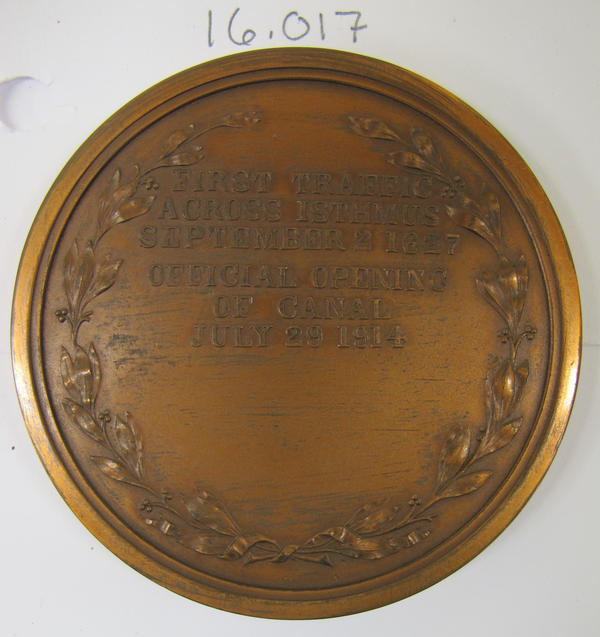 16.017
FIRST TRAFFIC
ACROSS ISTHMUS
SEPTEMBER 2 1627
OFFICIAL OPENING
OF CANAL
JULY 29 1914